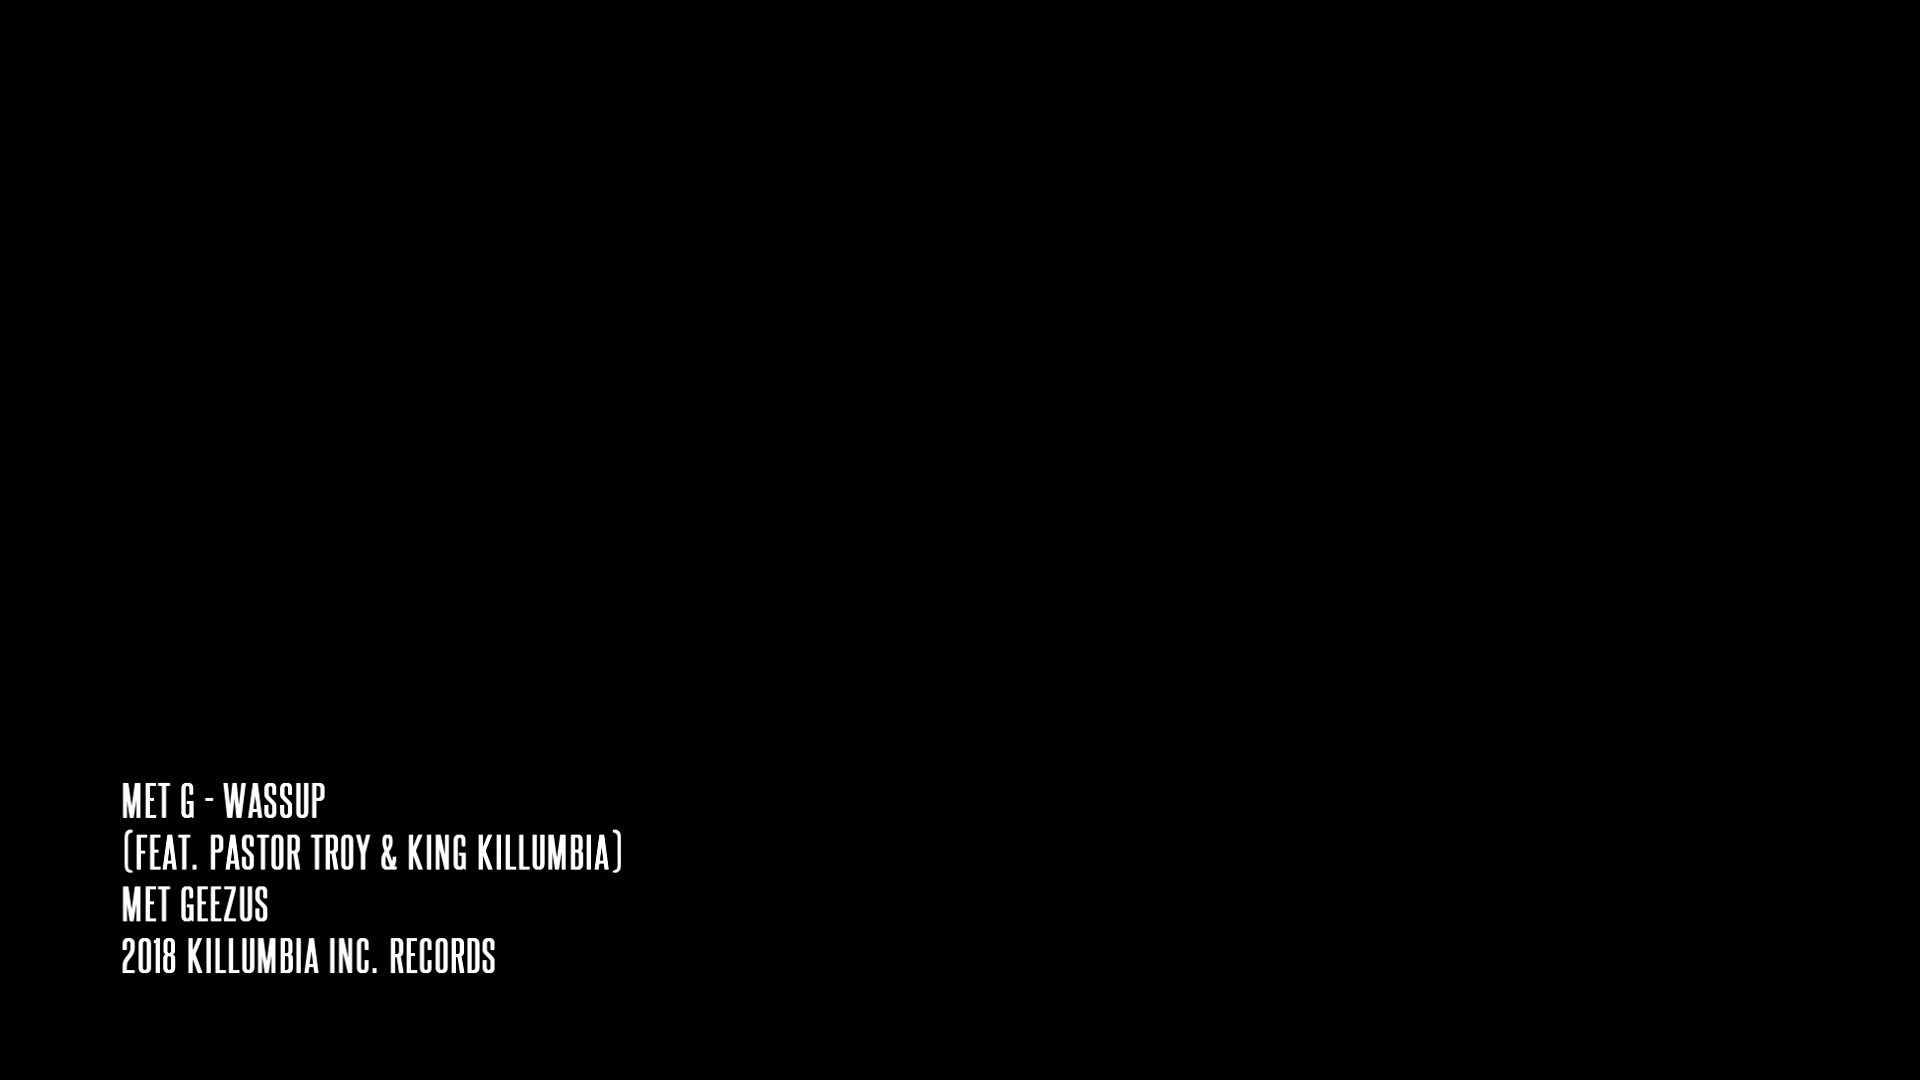 MET G - WASSUP
(FEAT. PASTOR TROY & KING KILLUMBIA)
MET GEEZUS
2018 KILLUMBIA INC. RECORDS